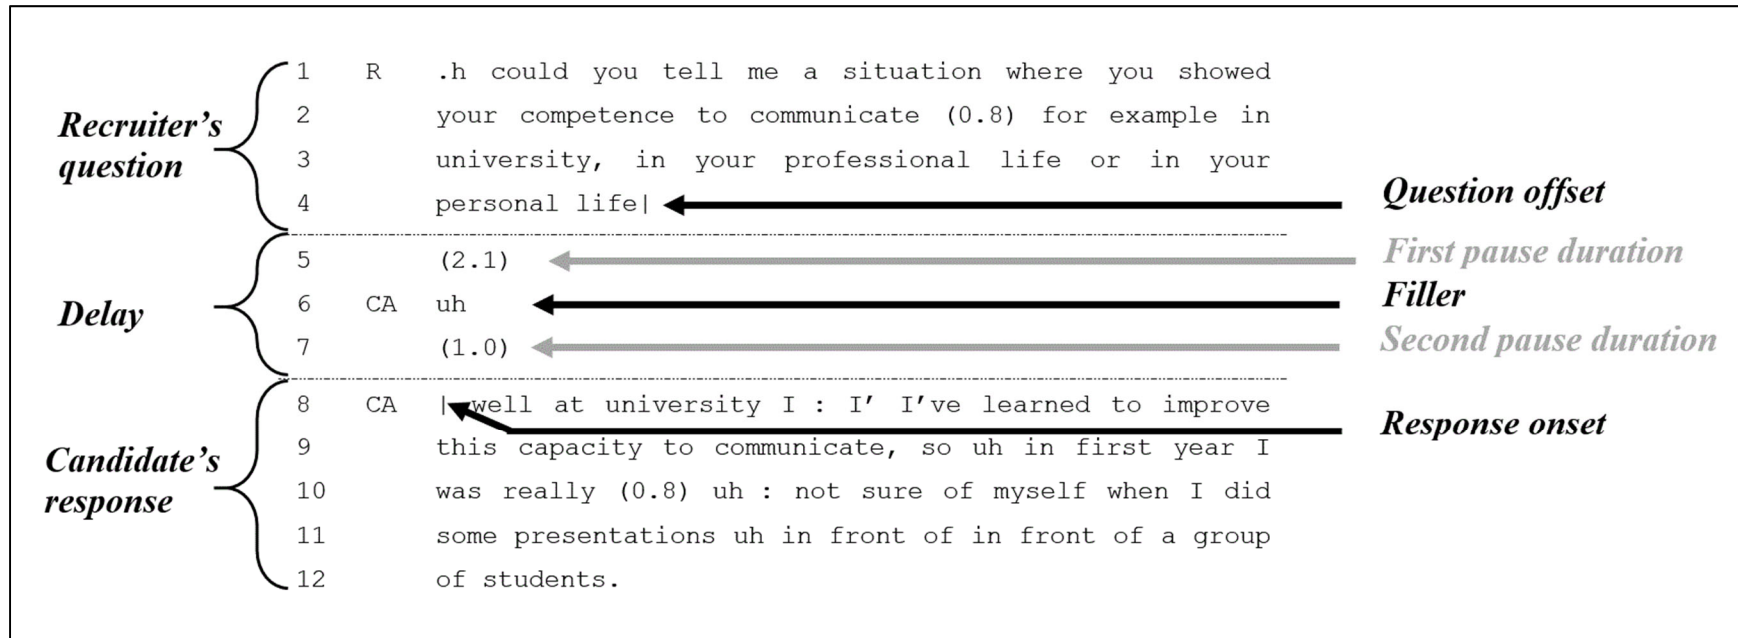 1 R .h could you tell me a situation where you showed
Recruiter's question
2 your competence to communicate (0.8) for example in
3 university, in your professional life or in your
4 personal life|
Question offset
5 (2.1)
First pause duration
Delay
6 CA uh
Filler
7 (1.0)
Second pause duration
8 CA | well at university I : I' I've learned to improve
Response onset
9 this capacity to communicate, so uh in first year I
Candidate's response
10 was really (0.8) uh : not sure of myself when I did
11 some presentations uh in front of in front of a group
12 of students.